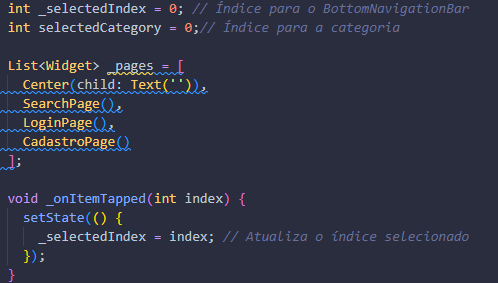 int _selectedIndex = 0; // Índice para o BottomNavigationBar
int selectedCategory = 0;// Índice para a categoria
List<Widget> _pages = [
Center(child: Text('')),
SearchPage(),
LoginPage(),
CadastroPage()
];
void _onItemTapped(int index) {
setState(() {
_selectedIndex = index; // Atualiza o índice selecionado
});
}